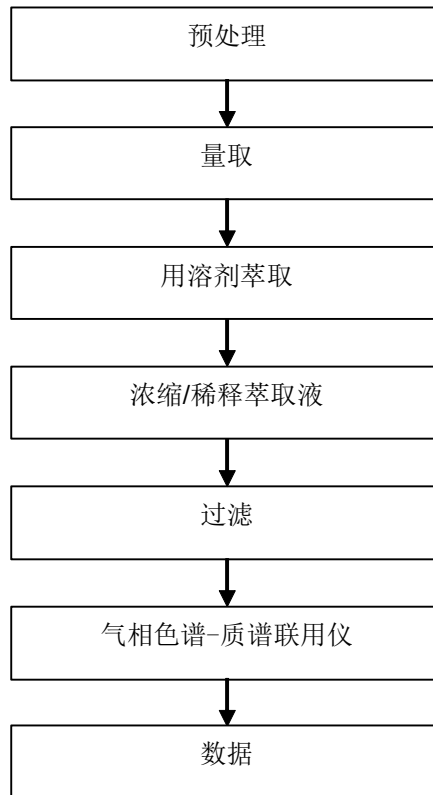 预处理
量取
用溶剂萃取
浓缩/稀释萃取液
过滤
气相色谱-质谱联用仪
数据